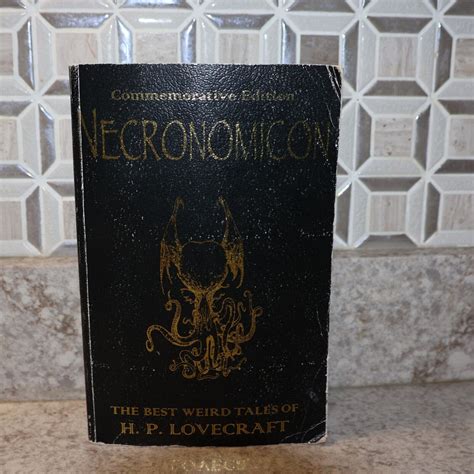 Commemorative Edition
NECRONOMICON
THE BEST WEIRD TALES OF
H. P. LOVECRAFT